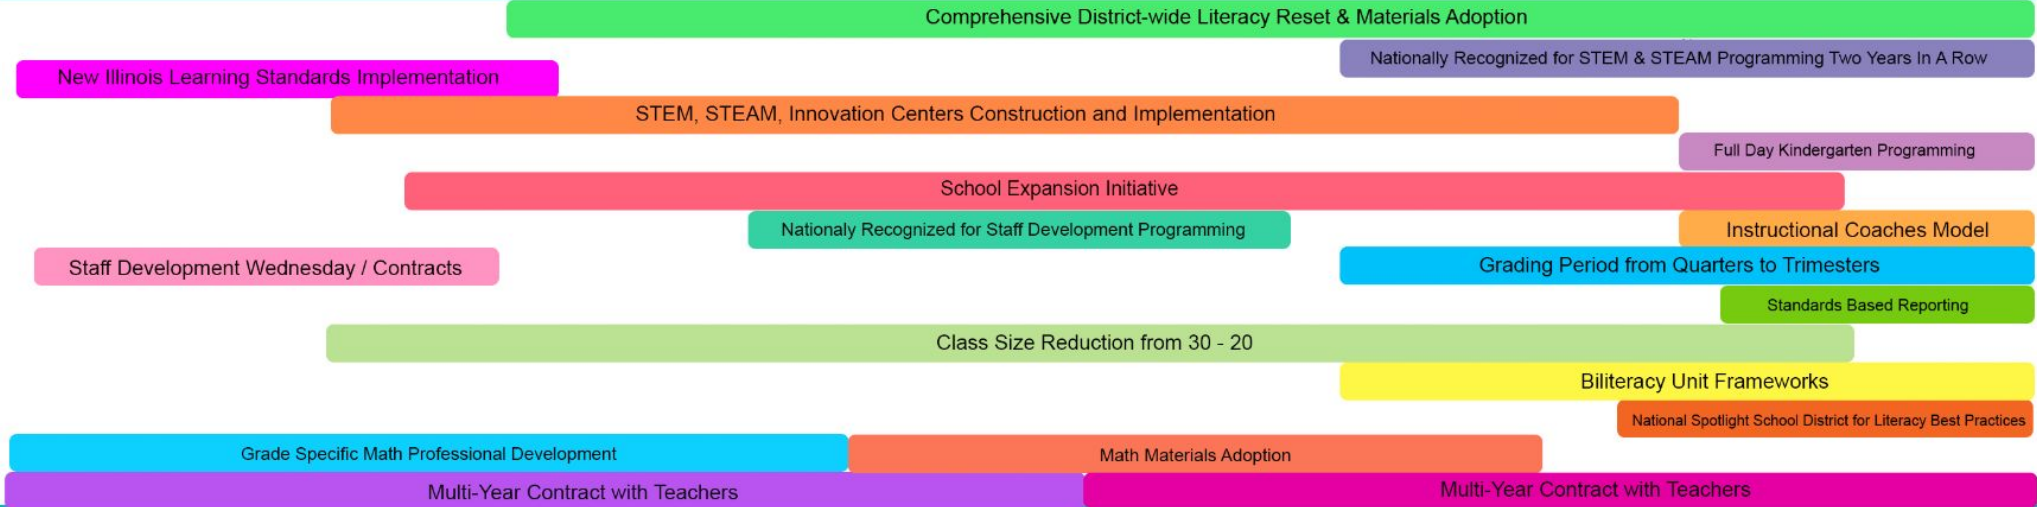 Comprehensive District-wide Literacy Reset & Materials Adoption
Nationally Recognized for STEM & STEAM Programming Two Years In A Row
New Illinois Learning Standards Implementation
STEM, STEAM, Innovation Centers Construction and Implementation
Full Day Kindergarten Programming
School Expansion Initiative
Nationaly Recognized for Staff Development Programming
Instructional Coaches Model
Staff Development Wednesday / Contracts
Grading Period from Quarters to Trimesters
Standards Based Reporting
Class Size Reduction from 30 - 20
Biliteracy Unit Frameworks
National Spotlight School District for Literacy Best Practices
Grade Specific Math Professional Development
Math Materials Adoption
Multi-Year Contract with Teachers
Multi-Year Contract with Teachers